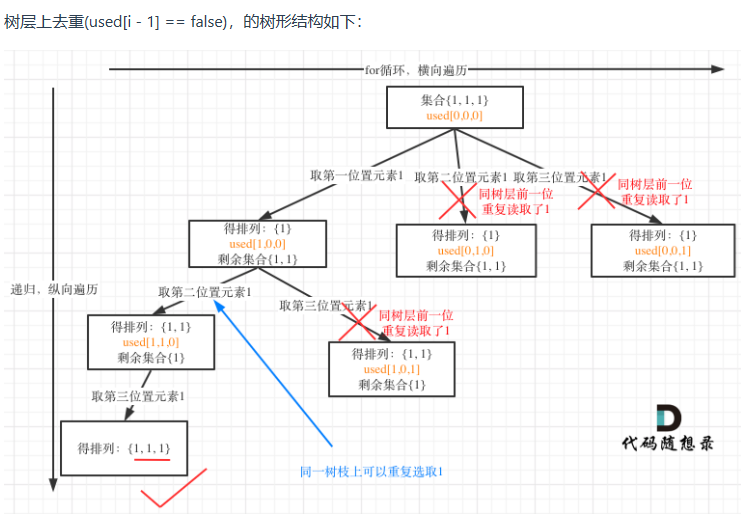 树层上去重(used[i - 1] == false)，的树形结构如下：
for循环，横向遍历
集合{1, 1, 1}
used[0,0,0]
取第一位置元素1
取第二位置元素1
取第三位置元素1
同树层前一位
重复读取了1
同树层前一位
重复读取了1
得排列：{1}
used[1,0,0]
剩余集合{1, 1}
得排列：{1}
used[0,1,0]
剩余集合{1, 1}
得排列：{1}
used[0,0,1]
剩余集合{1, 1}
递归，纵向遍历
取第二位置元素1
取第三位置元素1
同树层前一位
重复读取了1
得排列：{1, 1}
used[1,1,0]
剩余集合{1}
得排列：{1, 1}
used[1,0,1]
剩余集合{1}
取第三位置元素1
得排列：{1, 1, 1}
同一树枝上可以重复选取1
代码随想录